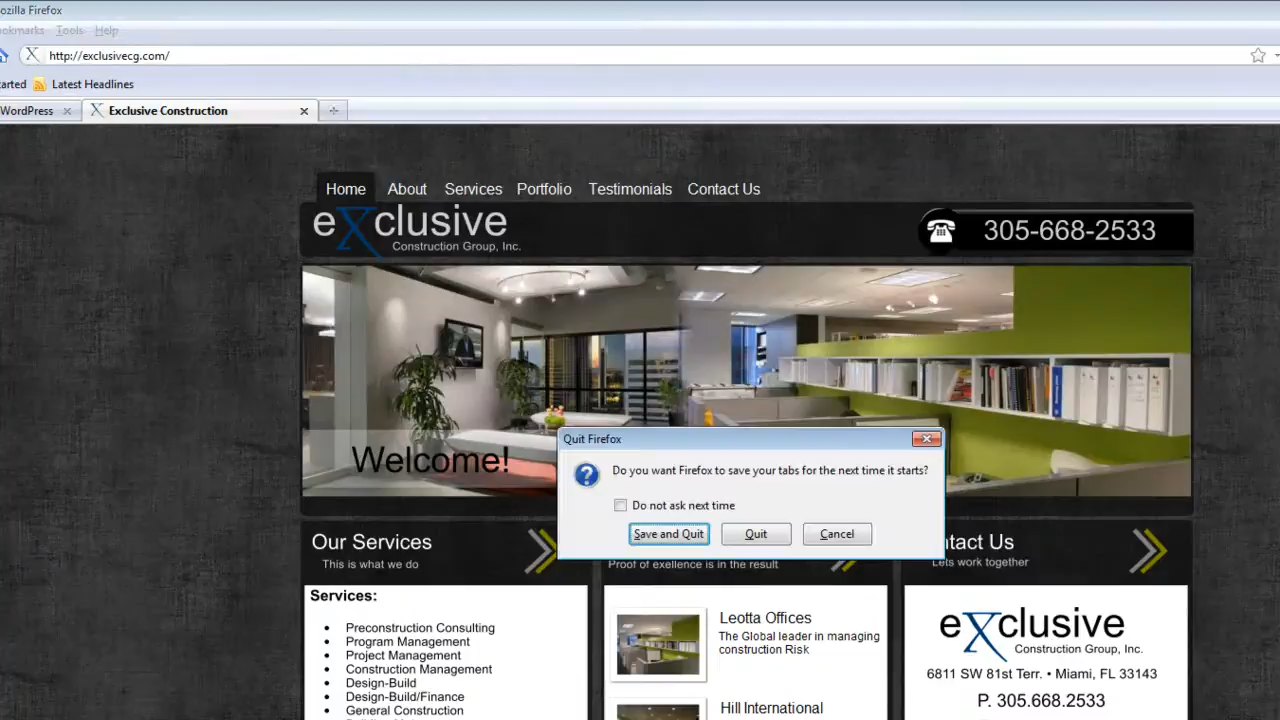 ozilla Firefox
okmarks Tools Help
http://exclusivecg.com/
arted Latest Headlines
WordPress Exclusive Construction
Home About Services Portfolio Testimonials Contact Us
eXclusive
Construction Group, Inc.
305-668-2533
Welcome!
Quit Firefox
Do you want Firefox to save your tabs for the next time it starts?
Do not ask next time
Save and Quit Quit Cancel
Our Services
This is what we do
Proof of exellence is in the result
ntact Us
Lets work together
Services:
Preconstruction Consulting
Program Management
Project Management
Construction Management
Design-Build
Design-Build/Finance
General Construction
Leotta Offices
The Global leader in managing
construction Risk
Hill International
eXclusive
Construction Group, Inc.
6811 SW 81st Terr. • Miami, FL 33143
P. 305.668.2533